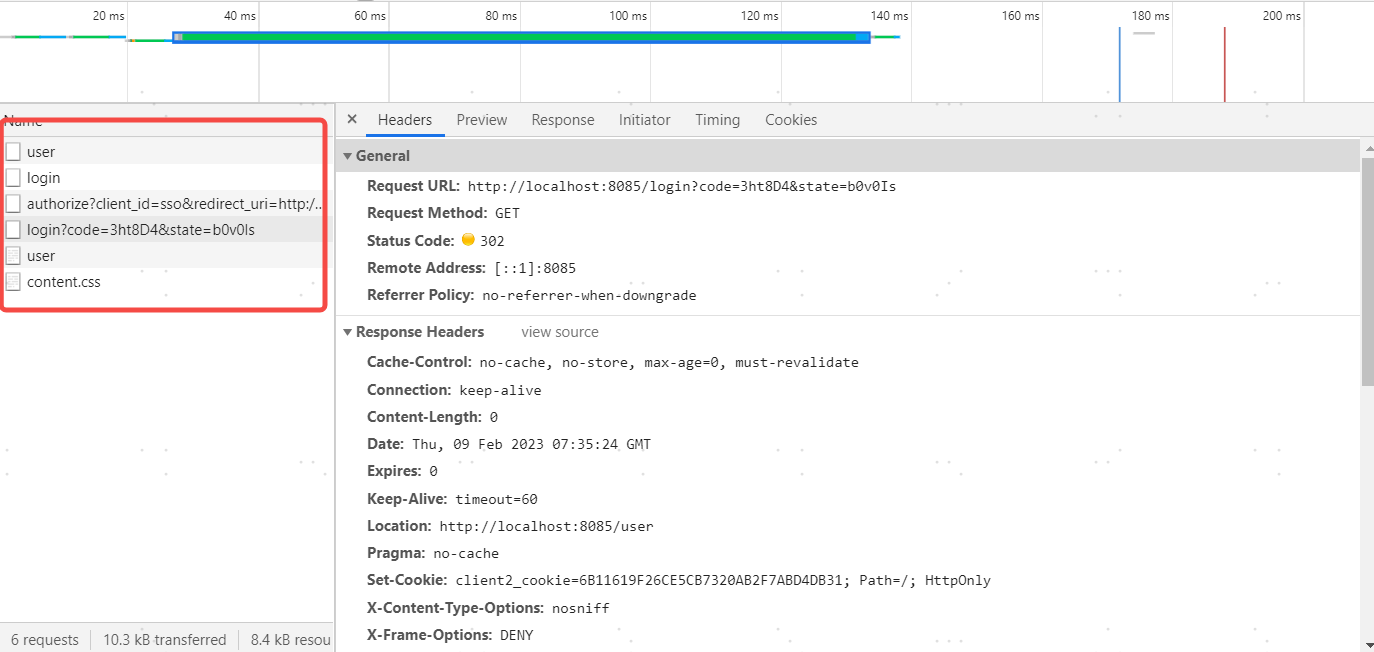 20 ms 40 ms 60 ms 80 ms 100 ms 120 ms 140 ms 160 ms 180 ms 200 ms
Name
user
login
authorize?client_id=sso&redirect_uri=http:/...
login?code=3ht8D4&state=b0v0Is
user
content.css
6 requests 10.3 kB transferred 8.4 kB resou
× Headers Preview Response Initiator Timing Cookies
▼ General
Request URL: http://localhost:8085/login?code=3ht8D4&state=b0v0Is
Request Method: GET
Status Code: 302
Remote Address: [::1]:8085
Referrer Policy: no-referrer-when-downgrade
▼ Response Headers view source
Cache-Control: no-cache, no-store, max-age=0, must-revalidate
Connection: keep-alive
Content-Length: 0
Date: Thu, 09 Feb 2023 07:35:24 GMT
Expires: 0
Keep-Alive: timeout=60
Location: http://localhost:8085/user
Pragma: no-cache
Set-Cookie: client2_cookie=6B11619F26CE5CB7320AB2F7ABD4DB31; Path=/; HttpOnly
X-Content-Type-Options: nosniff
X-Frame-Options: DENY